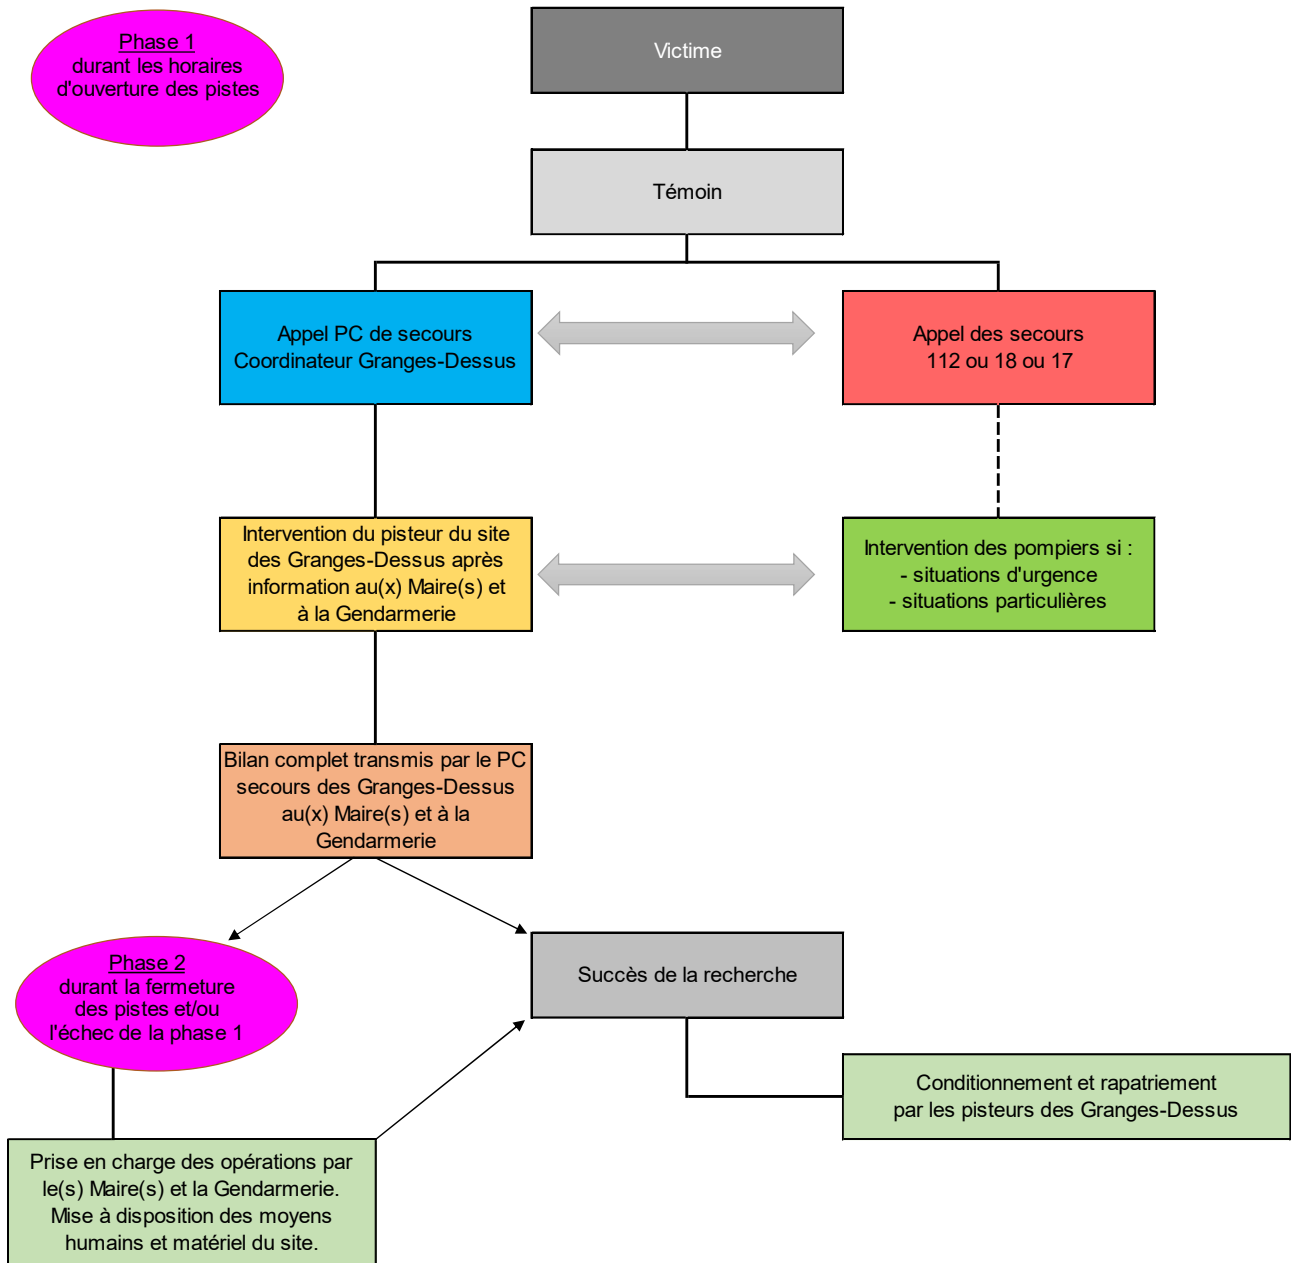 Phase 1
durant les horaires
d'ouverture des pistes
Victime
Témoin
Appel PC de secours
Coordinateur Granges-Dessus
Appel des secours
112 ou 18 ou 17
Intervention du pisteur du site
des Granges-Dessus après
information au(x) Maire(s) et
à la Gendarmerie
Intervention des pompiers si :
- situations d'urgence
- situations particulières
Bilan complet transmis par le PC
secours des Granges-Dessus
au(x) Maire(s) et à la
Gendarmerie
Phase 2
durant la fermeture
des pistes et/ou
l'échec de la phase 1
Succès de la recherche
Conditionnement et rapatriement
par les pisteurs des Granges-Dessus
Prise en charge des opérations par
le(s) Maire(s) et la Gendarmerie.
Mise à disposition des moyens
humains et matériel du site.